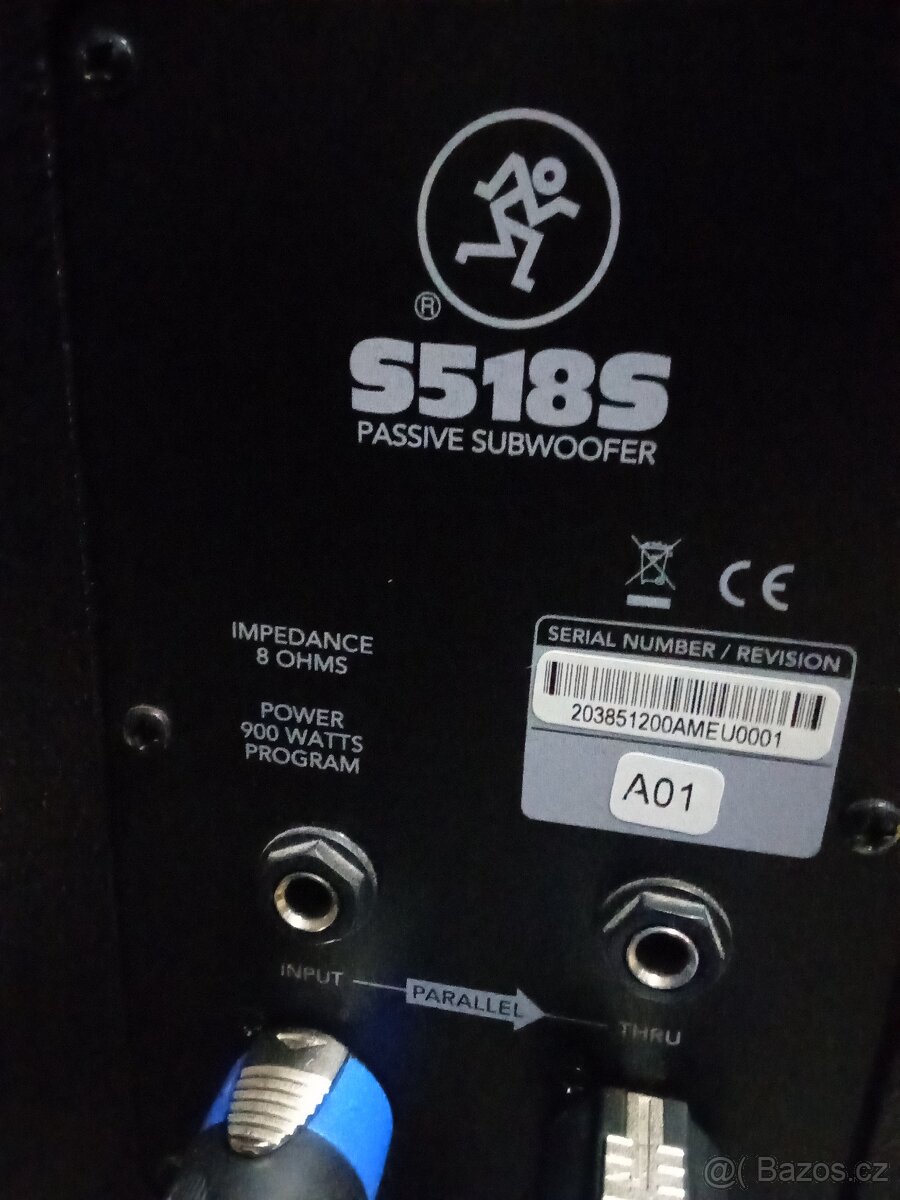 ®
S518S
PASSIVE SUBWOOFER
CE
IMPEDANCE
8 OHMS
POWER
900 WATTS
PROGRAM
SERIAL NUMBER / REVISION
203851200AMEU0001
A01
INPUT
PARALLEL
THRU
@( Bazos.cz